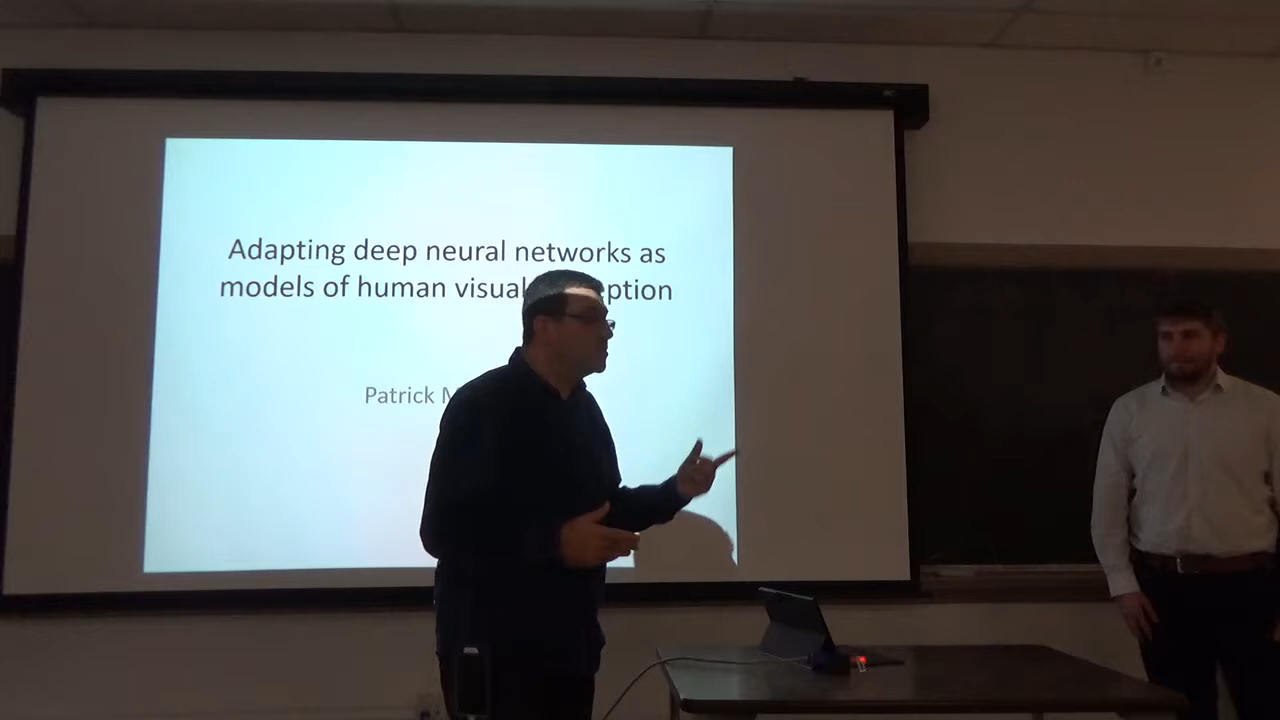 Adapting deep neural networks as
models of human visual
Patrick